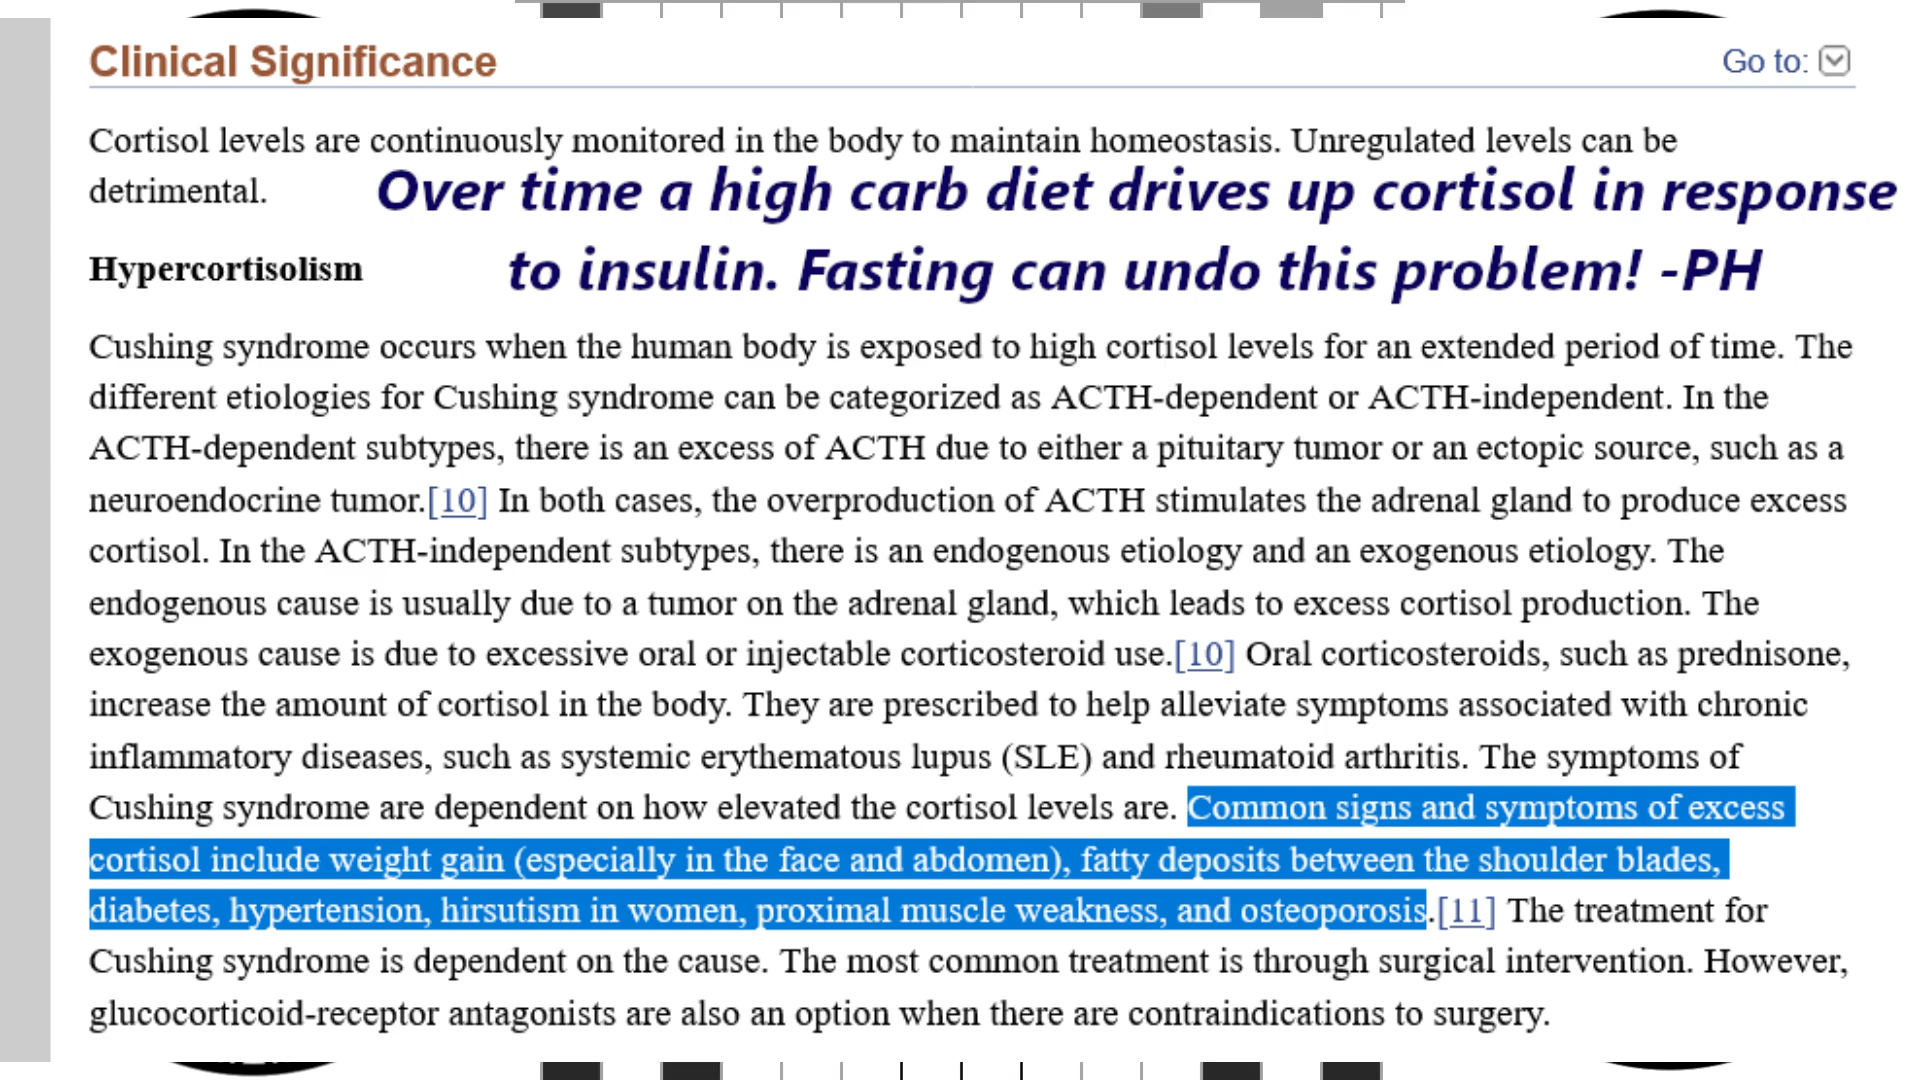 Clinical Significance
Go to:
Cortisol levels are continuously monitored in the body to maintain homeostasis. Unregulated levels can be
detrimental.
Over time a high carb diet drives up cortisol in response
to insulin. Fasting can undo this problem! -PH
Hypercortisolism
Cushing syndrome occurs when the human body is exposed to high cortisol levels for an extended period of time. The
different etiologies for Cushing syndrome can be categorized as ACTH-dependent or ACTH-independent. In the
ACTH-dependent subtypes, there is an excess of ACTH due to either a pituitary tumor or an ectopic source, such as a
neuroendocrine tumor.[10] In both cases, the overproduction of ACTH stimulates the adrenal gland to produce excess
cortisol. In the ACTH-independent subtypes, there is an endogenous etiology and an exogenous etiology. The
endogenous cause is usually due to a tumor on the adrenal gland, which leads to excess cortisol production. The
exogenous cause is due to excessive oral or injectable corticosteroid use.[10] Oral corticosteroids, such as prednisone,
increase the amount of cortisol in the body. They are prescribed to help alleviate symptoms associated with chronic
inflammatory diseases, such as systemic erythematous lupus (SLE) and rheumatoid arthritis. The symptoms of
Cushing syndrome are dependent on how elevated the cortisol levels are. Common signs and symptoms of excess
cortisol include weight gain (especially in the face and abdomen), fatty deposits between the shoulder blades,
diabetes, hypertension, hirsutism in women, proximal muscle weakness, and osteoporosis.[11] The treatment for
Cushing syndrome is dependent on the cause. The most common treatment is through surgical intervention. However,
glucocorticoid-receptor antagonists are also an option when there are contraindications to surgery.